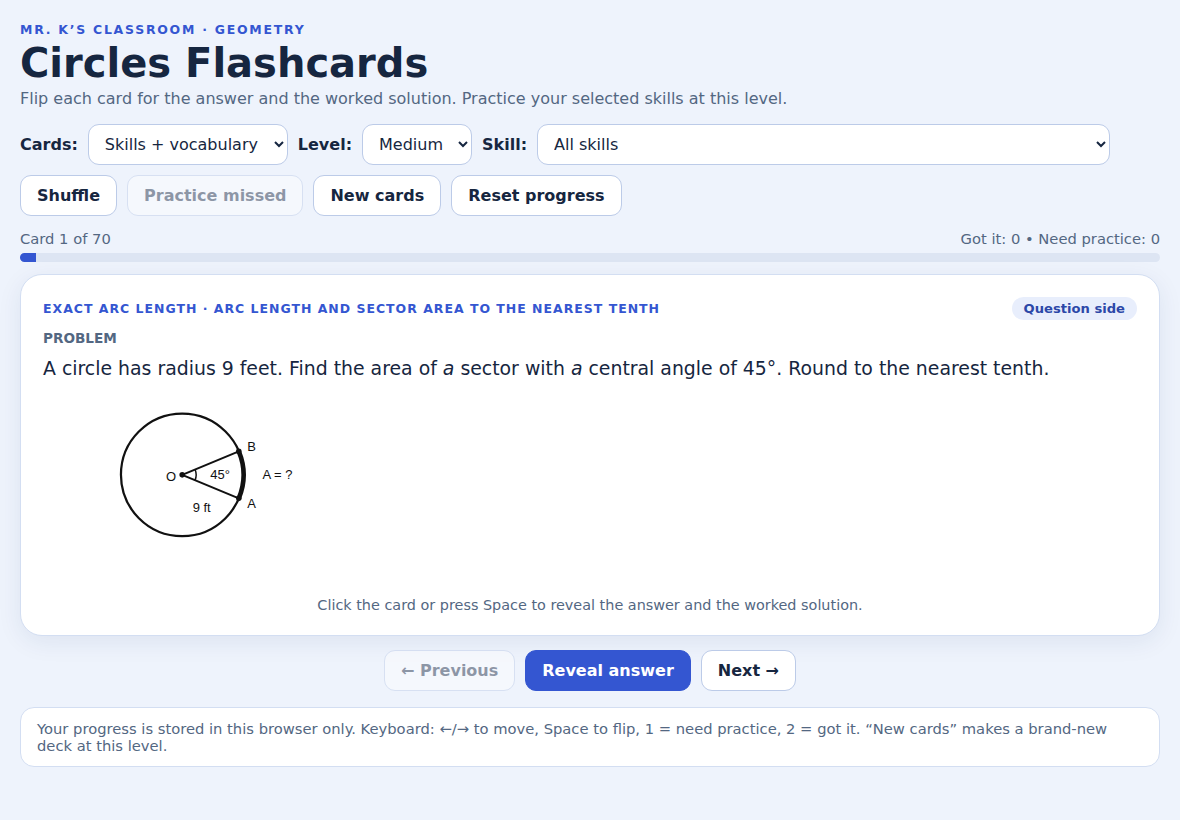 MR. K’S CLASSROOM · GEOMETRY
Circles Flashcards
Flip each card for the answer and the worked solution. Practice your selected skills at this level.
Cards: Skills + vocabulary Level: Medium Skill: All skills
Shuffle Practice missed New cards Reset progress
Card 1 of 70 Got it: 0 • Need practice: 0
EXACT ARC LENGTH · ARC LENGTH AND SECTOR AREA TO THE NEAREST TENTH Question side
PROBLEM
A circle has radius 9 feet. Find the area of a sector with a central angle of 45°. Round to the nearest tenth.
B
O 45° A = ?
9 ft A
Click the card or press Space to reveal the answer and the worked solution.
← Previous Reveal answer Next →
Your progress is stored in this browser only. Keyboard: ←/→ to move, Space to flip, 1 = need practice, 2 = got it. “New cards” makes a brand-new
deck at this level.